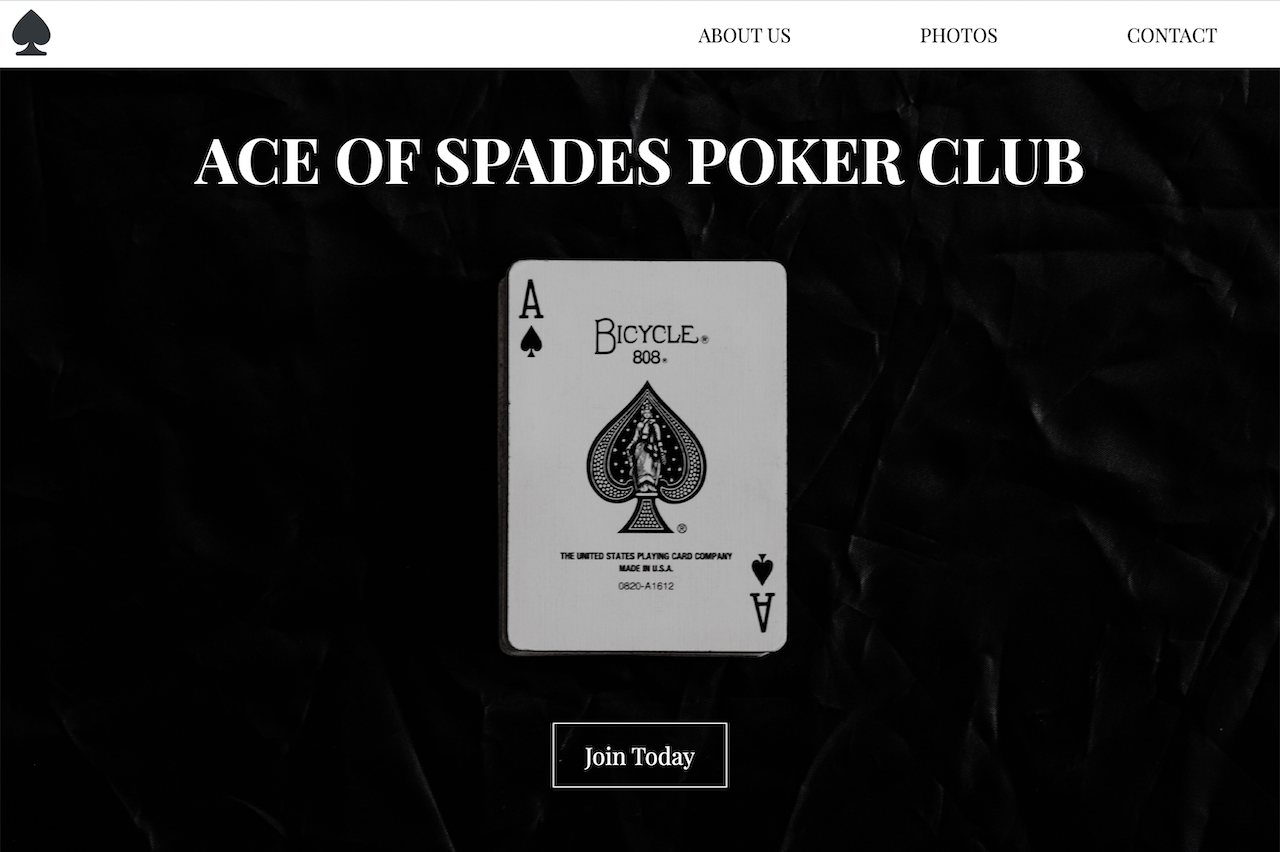 ABOUT US PHOTOS CONTACT
ACE OF SPADES POKER CLUB
A
BICYCLE®
808®
®
THE UNITED STATES PLAYING CARD COMPANY
MADE IN U.S.A.
0820-A1612
A
Join Today